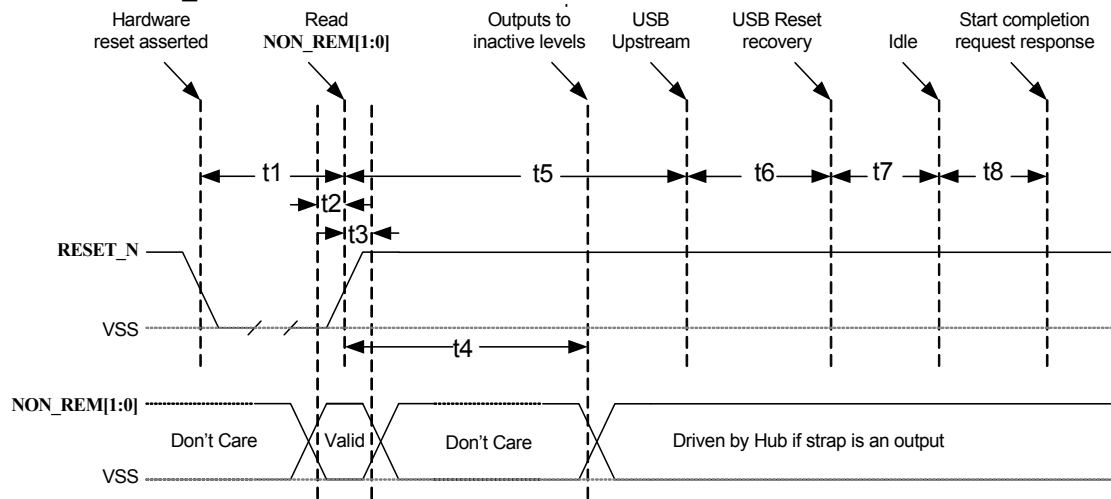 Hardware
reset asserted
Read
NON_REM[1:0]
Outputs to
inactive levels
USB
Upstream
USB Reset
recovery
Idle
Start completion
request response
t1
t5
t6
t7
t8
t2
t3
RESET_N
VSS
t4
NON_REM[1:0]
Don't Care
Valid
Don't Care
Driven by Hub if strap is an output
VSS